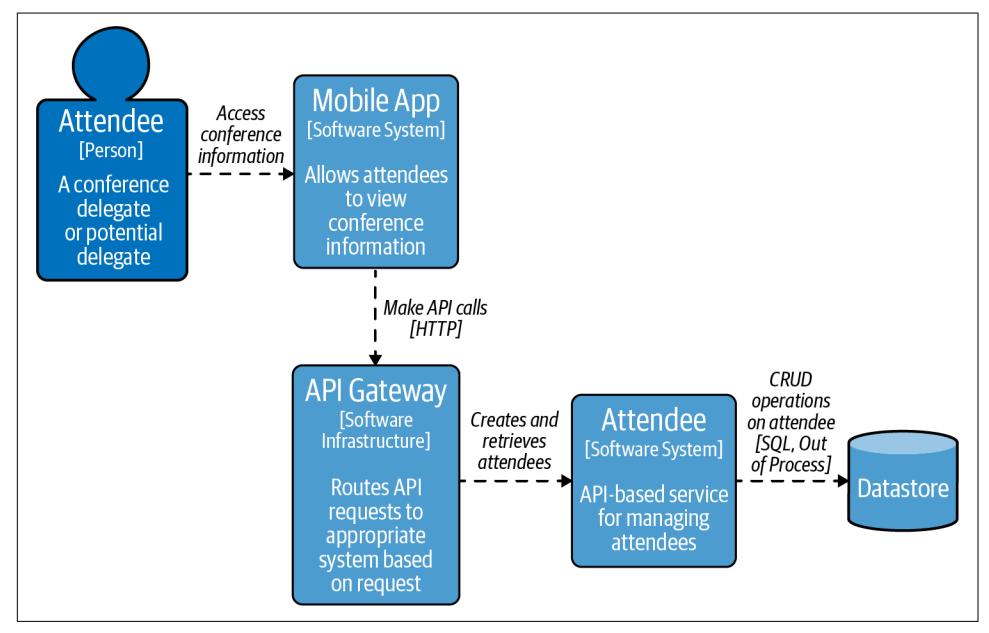 Attendee
[Person]
A conference
delegate
or potential
delegate
Access
conference
information
Mobile App
[Software System]
Allows attendees
to view
conference
information
Make API calls
[HTTP]
API Gateway
[Software
Infrastructure]
Routes API
requests to
appropriate
system based
on request
Creates and
retrieves
attendees
Attendee
[Software System]
API-based service
for managing
attendees
CRUD
operations
on attendee
[SQL, Out
of Process]
Datastore